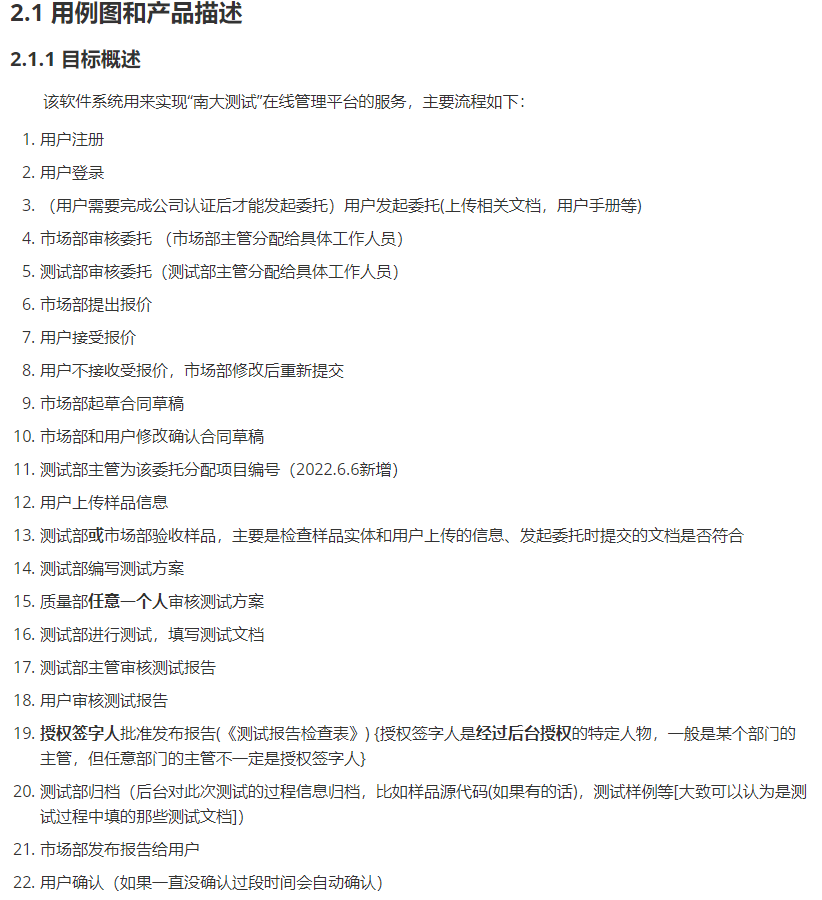 2.1 用例图和产品描述
2.1.1 目标概述
该软件系统用来实现“南大测试”在线管理平台的服务，主要流程如下：
1. 用户注册
2. 用户登录
3. （用户需要完成公司认证后才能发起委托）用户发起委托(上传相关文档，用户手册等)
4. 市场部审核委托 （市场部主管分配给具体工作人员）
5. 测试部审核委托（测试部主管分配给具体工作人员）
6. 市场部提出报价
7. 用户接受报价
8. 用户不接收受报价，市场部修改后重新提交
9. 市场部起草合同草稿
10. 市场部和用户修改确认合同草稿
11. 测试部主管为该委托分配项目编号（2022.6.6新增）
12. 用户上传样品信息
13. 测试部或市场部验收样品，主要是检查样品实体和用户上传的信息、发起委托时提交的文档是否符合
14. 测试部编写测试方案
15. 质量部任意一个人审核测试方案
16. 测试部进行测试，填写测试文档
17. 测试部主管审核测试报告
18. 用户审核测试报告
19. 授权签字人批准发布报告(《测试报告检查表》) {授权签字人是经过后台授权的特定人物，一般是某个部门的
主管，但任意部门的主管不一定是授权签字人}
20. 测试部归档（后台对此次测试的过程信息归档，比如样品源代码(如果有的话)，测试样例等[大致可以认为是测
试过程中填的那些测试文档]）
21. 市场部发布报告给用户
22. 用户确认（如果一直没确认过段时间会自动确认）